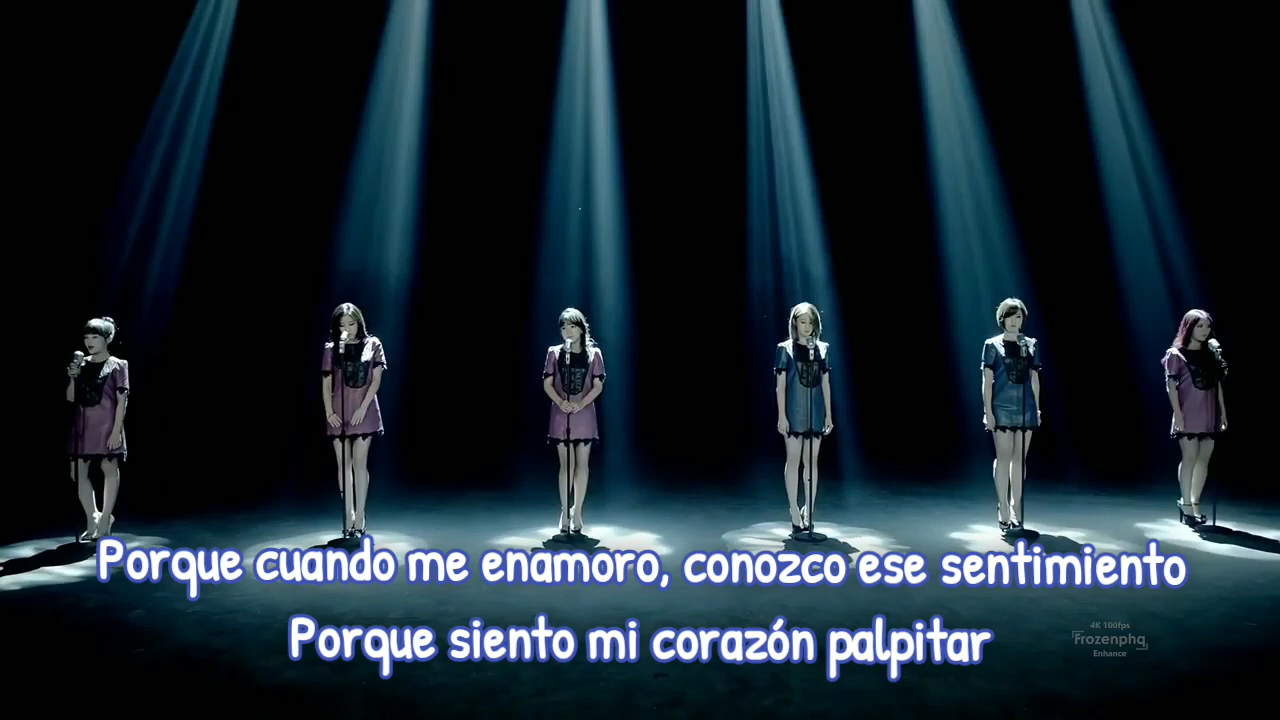 Porque cuando me enamoro, conozco ese sentimiento
Porque siento mi corazón palpitar
4K 100fps
Frozenphq
Enhance